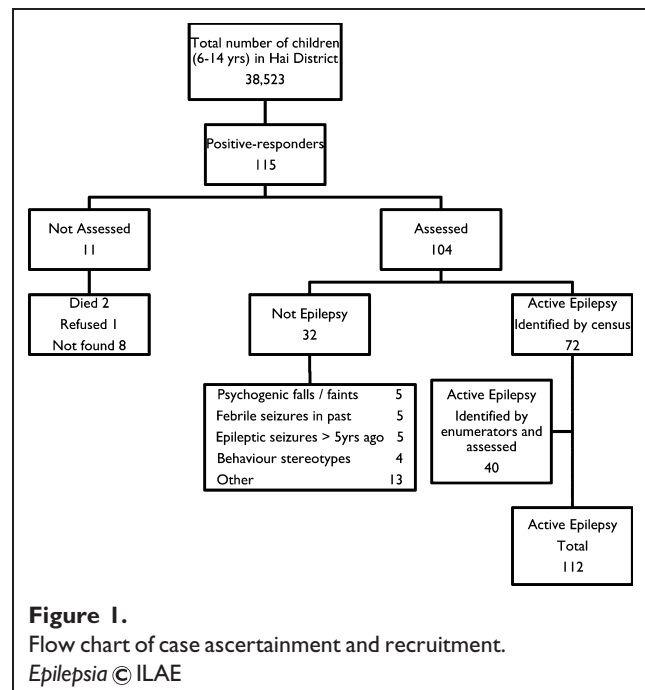 Total number of children
(6-14 yrs) in Hai District
38,523
Positive-responders
115
Not Assessed
11
Assessed
104
Died 2
Refused 1
Not found 8
Not Epilepsy
32
Active Epilepsy
Identified by census
72
Psychogenic falls / faints 5
Febrile seizures in past 5
Epileptic seizures > 5yrs ago 5
Behaviour stereotypes 4
Other 13
Active Epilepsy
Identified by
enumerators and
assessed
40
Active Epilepsy
Total
112
Figure 1.
Flow chart of case ascertainment and recruitment.
Epilepsia © ILAE